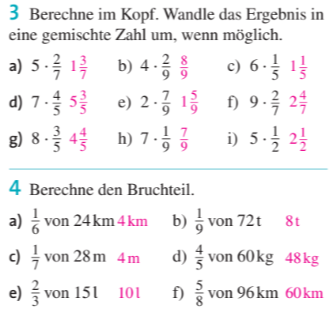 3 Berechne im Kopf. Wandle das Ergebnis in
eine gemischte Zahl um, wenn möglich.
a) 5 · 2/7 1 3/7 b) 4 · 2/9 8/9 c) 6 · 1/5 1 1/5
d) 7 · 4/5 5 3/5 e) 2 · 7/9 1 5/9 f) 9 · 2/7 2 4/7
g) 8 · 3/5 4 4/5 h) 7 · 1/9 7/9 i) 5 · 1/2 2 1/2
4 Berechne den Bruchteil.
a) 1/6 von 24 km 4 km b) 1/9 von 72 t 8 t
c) 1/7 von 28 m 4 m d) 4/5 von 60 kg 48 kg
e) 2/3 von 15 l 10 l f) 5/8 von 96 km 60 km